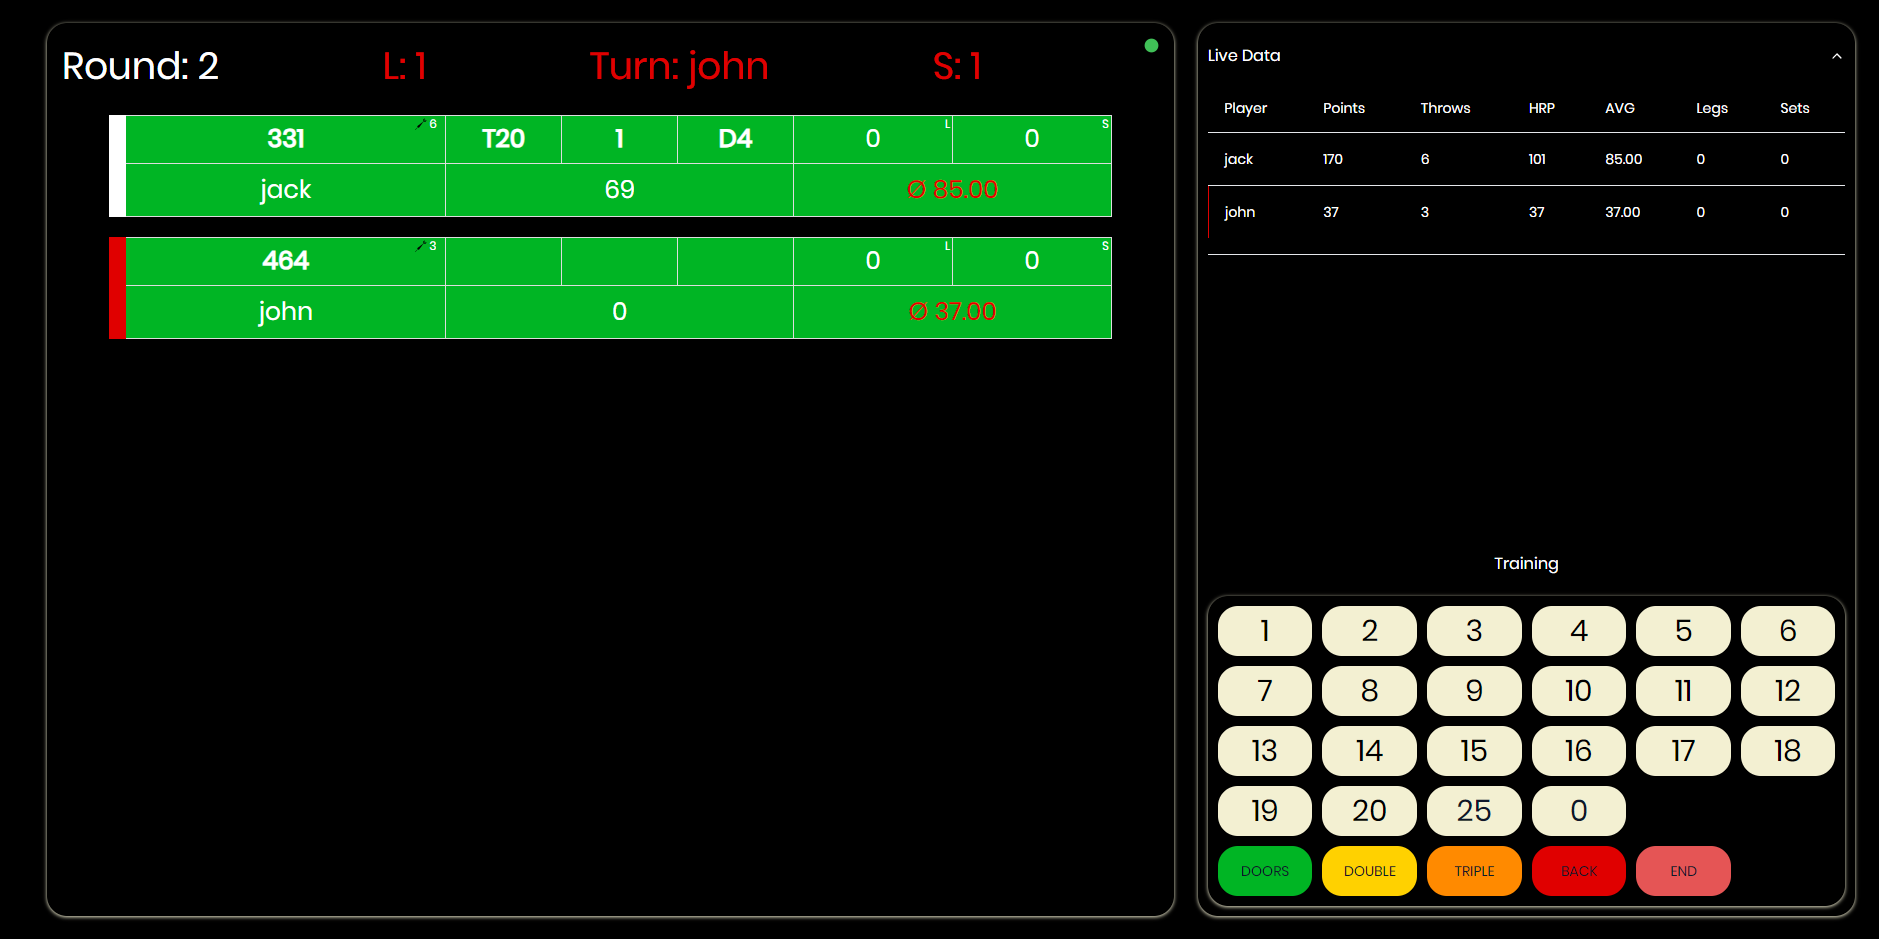 Round: 2 L: 1 Turn: john S: 1
331 6 T20 1 D4 0 L 0 S
jack 69 Ø 85.00
464 3 0 L 0 S
john 0 Ø 37.00
Live Data
Player Points Throws HRP AVG Legs Sets
jack 170 6 101 85.00 0 0
john 37 3 37 37.00 0 0
Training
1 2 3 4 5 6
7 8 9 10 11 12
13 14 15 16 17 18
19 20 25 0
DOORS DOUBLE TRIPLE BACK END